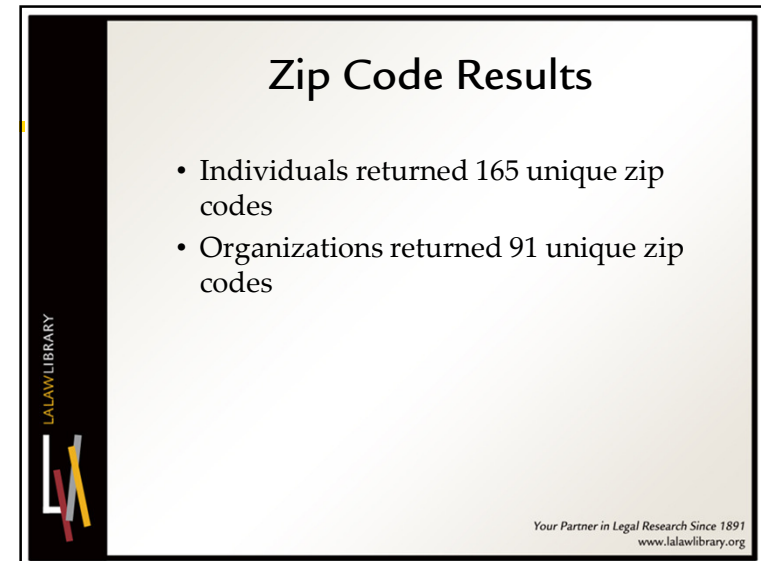 Zip Code Results
• Individuals returned 165 unique zip
codes
• Organizations returned 91 unique zip
codes
LALAWLIBRARY
Your Partner in Legal Research Since 1891
www.lalawlibrary.org